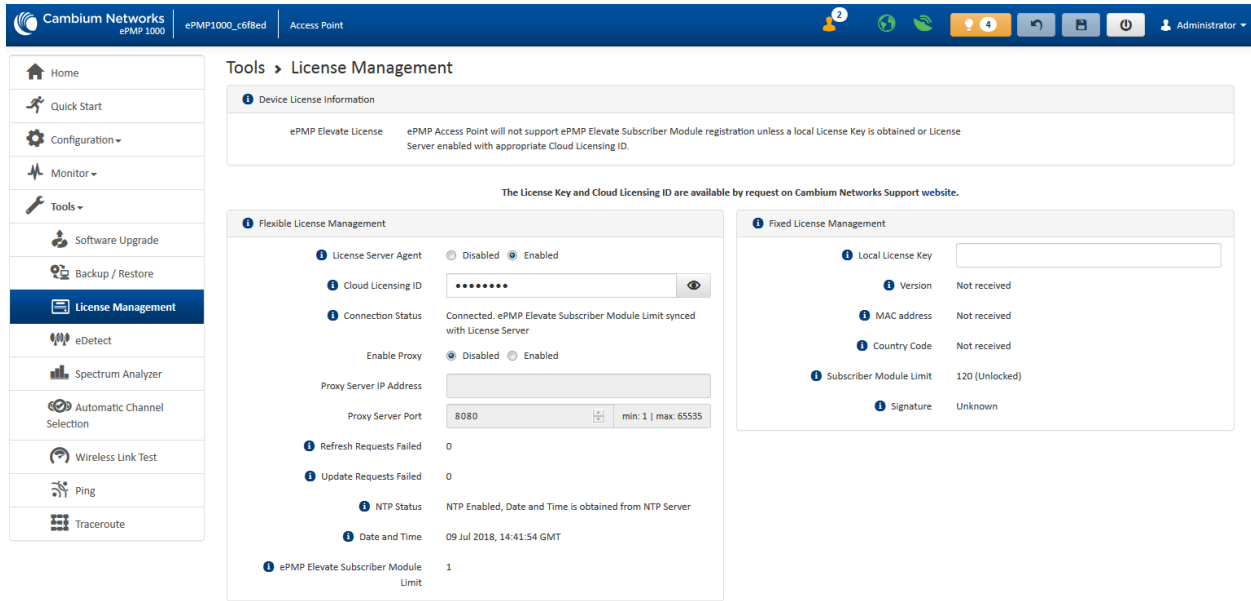 Cambium Networks
ePMP 1000
ePMP1000_c6f8ed
Access Point
2
4
Administrator
Home
Quick Start
Configuration
Monitor
Tools
Software Upgrade
Backup / Restore
License Management
eDetect
Spectrum Analyzer
Automatic Channel
Selection
Wireless Link Test
Ping
Traceroute
Tools > License Management
Device License Information
ePMP Elevate License
ePMP Access Point will not support ePMP Elevate Subscriber Module registration unless a local License Key is obtained or License
Server enabled with appropriate Cloud Licensing ID.
The License Key and Cloud Licensing ID are available by request on Cambium Networks Support website.
Flexible License Management
License Server Agent Disabled Enabled
Cloud Licensing ID ••••••••
Connection Status Connected. ePMP Elevate Subscriber Module Limit synced
with License Server
Enable Proxy Disabled Enabled
Proxy Server IP Address
Proxy Server Port 8080 min: 1 | max: 65535
Refresh Requests Failed 0
Update Requests Failed 0
NTP Status NTP Enabled, Date and Time is obtained from NTP Server
Date and Time 09 Jul 2018, 14:41:54 GMT
ePMP Elevate Subscriber Module 1
Limit
Fixed License Management
Local License Key
Version Not received
MAC address Not received
Country Code Not received
Subscriber Module Limit 120 (Unlocked)
Signature Unknown